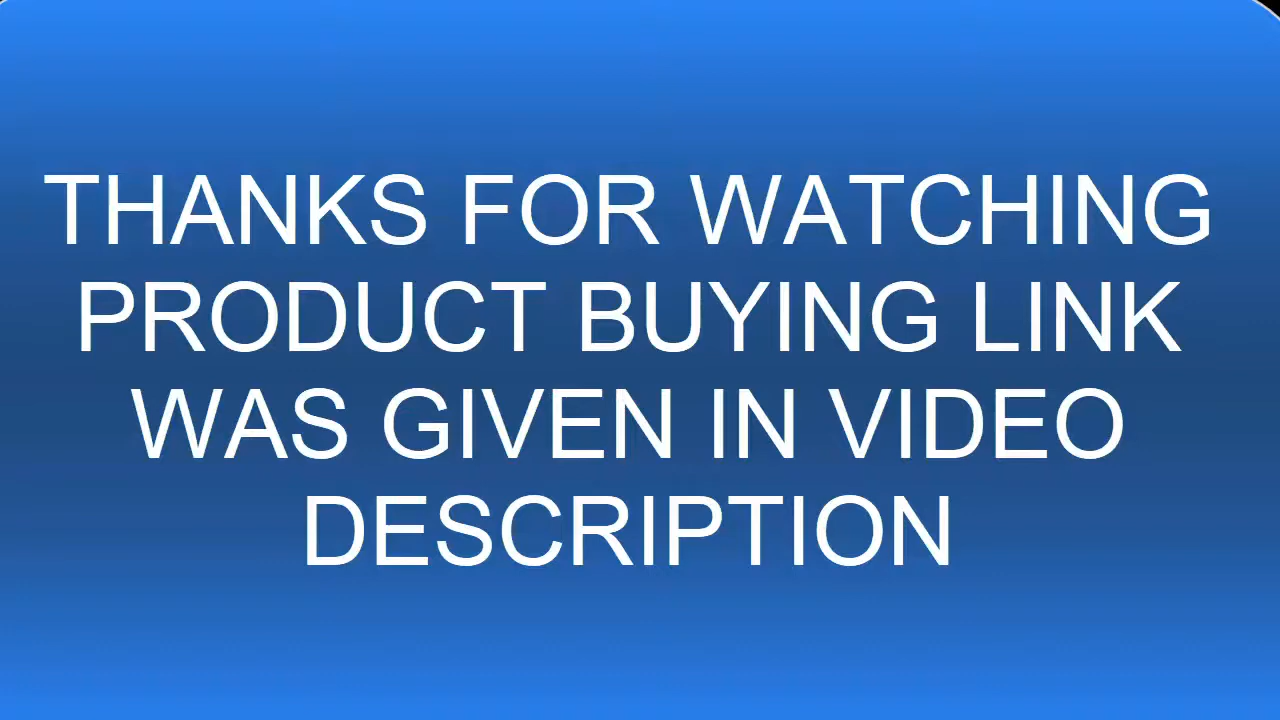 THANKS FOR WATCHING
PRODUCT BUYING LINK
WAS GIVEN IN VIDEO
DESCRIPTION